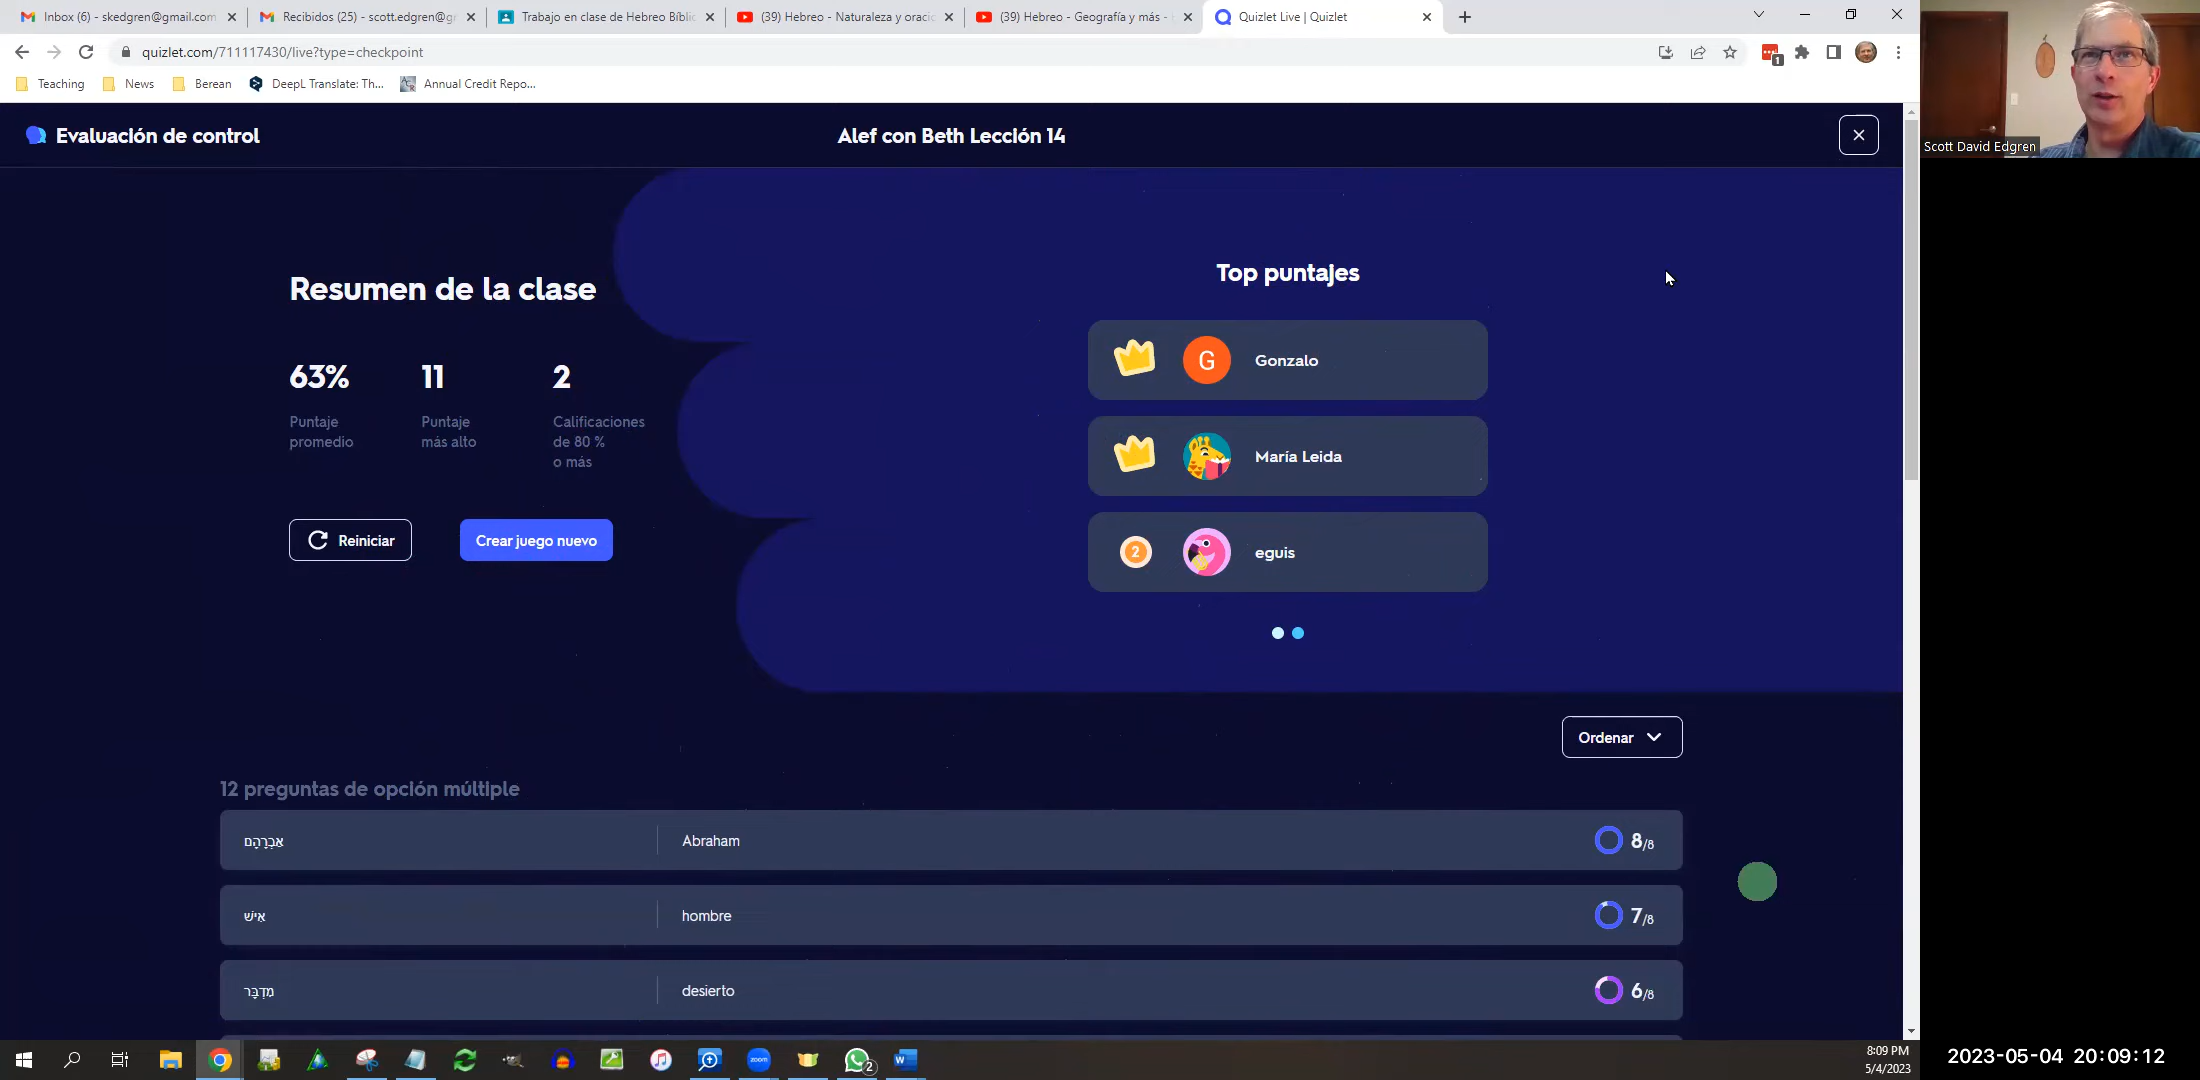 Inbox (6) - skedgren@gmail.com
Recibidos (25) - scott.edgren@gr
Trabajo en clase de Hebreo Bíblic
(39) Hebreo - Naturaleza y oracio
(39) Hebreo - Geografía y más -
Quizlet Live | Quizlet
quizlet.com/711117430/live?type=checkpoint
1
Teaching
News
Berean
DeepL Translate: Th...
Annual Credit Repo...
Scott David Edgren
Evaluación de control
Alef con Beth Lección 14
Resumen de la clase
63%
Puntaje
promedio
11
Puntaje
más alto
2
Calificaciones
de 80 %
o más
Reiniciar
Crear juego nuevo
Top puntajes
G Gonzalo
María Leida
2 eguis
Ordenar
12 preguntas de opción múltiple
אַבְרָהָם Abraham 8/8
אִישׁ hombre 7/8
מִדְבָּר desierto 6/8
zoom
2
8:09 PM
5/4/2023
2023-05-04 20:09:12